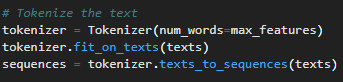 # Tokenize the text
tokenizer = Tokenizer(num_words=max_features)
tokenizer.fit_on_texts(texts)
sequences = tokenizer.texts_to_sequences(texts)